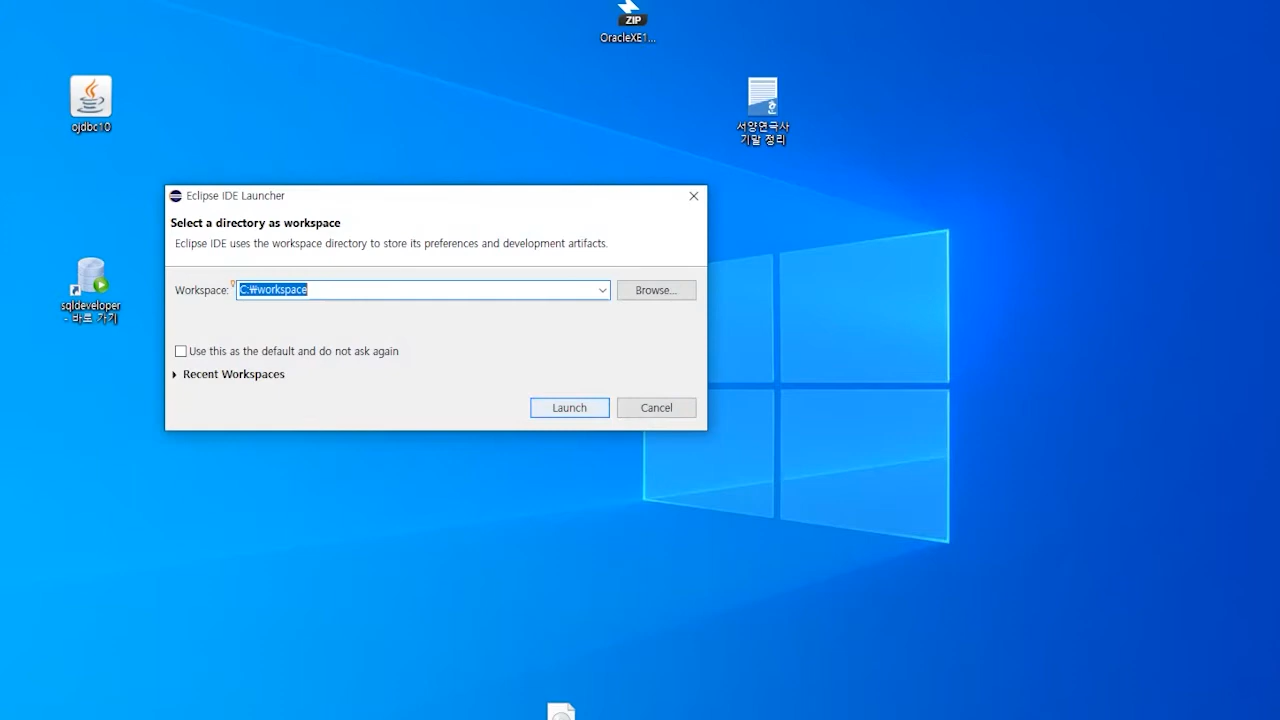 ZIP
OracleXE1...
ojdbc10
서양연극사
기말 정리
Eclipse IDE Launcher
Select a directory as workspace
Eclipse IDE uses the workspace directory to store its preferences and development artifacts.
Workspace: C:₩workspace Browse...
sqldeveloper
- 바로 가기
Use this as the default and do not ask again
Recent Workspaces
Launch Cancel